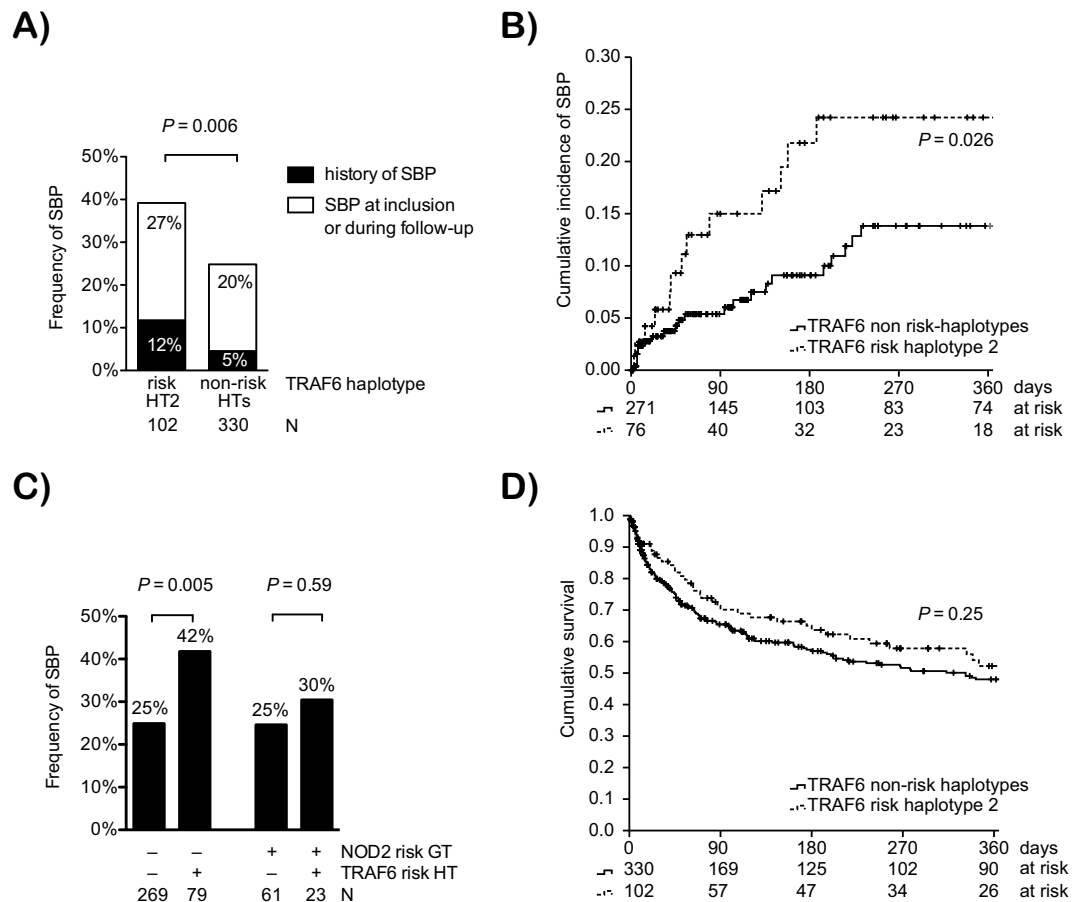 A)
P = 0.006
50%
40%
30%
20%
10%
0%
Frequency of SBP
27%
12%
20%
5%
history of SBP
SBP at inclusion
or during follow-up
risk
HT2
non-risk
HTs
TRAF6 haplotype
102 330 N
B)
0.30
0.25
0.20
0.15
0.10
0.05
0.00
Cumulative incidence of SBP
P = 0.026
TRAF6 non risk-haplotypes
TRAF6 risk haplotype 2
0 90 180 270 360 days
271 145 103 83 74 at risk
76 40 32 23 18 at risk
C)
P = 0.005
P = 0.59
50%
40%
30%
20%
10%
0%
Frequency of SBP
25%
42%
25%
30%
– – + + NOD2 risk GT
– + – + TRAF6 risk HT
269 79 61 23 N
D)
1.0
0.9
0.8
0.7
0.6
0.5
0.4
0.3
0.2
0.1
0.0
Cumulative survival
P = 0.25
TRAF6 non-risk haplotypes
TRAF6 risk haplotype 2
0 90 180 270 360 days
330 169 125 102 90 at risk
102 57 47 34 26 at risk